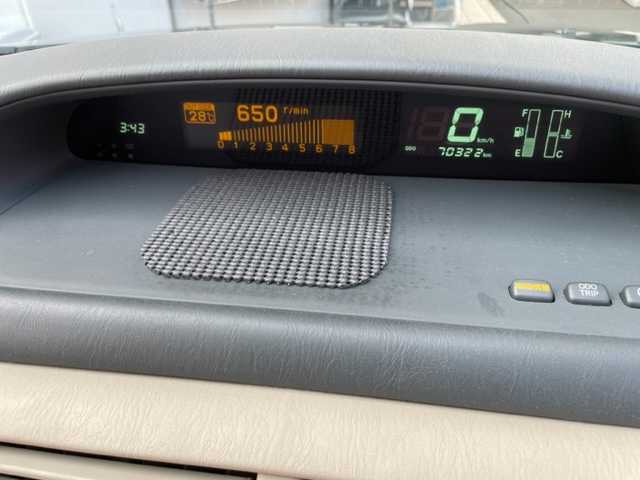 3:43
28℃
650 r/min
0 1 2 3 4 5 6 7 8
0 km/h
ODO 70322 km
F H
E C
ODO
TRIP